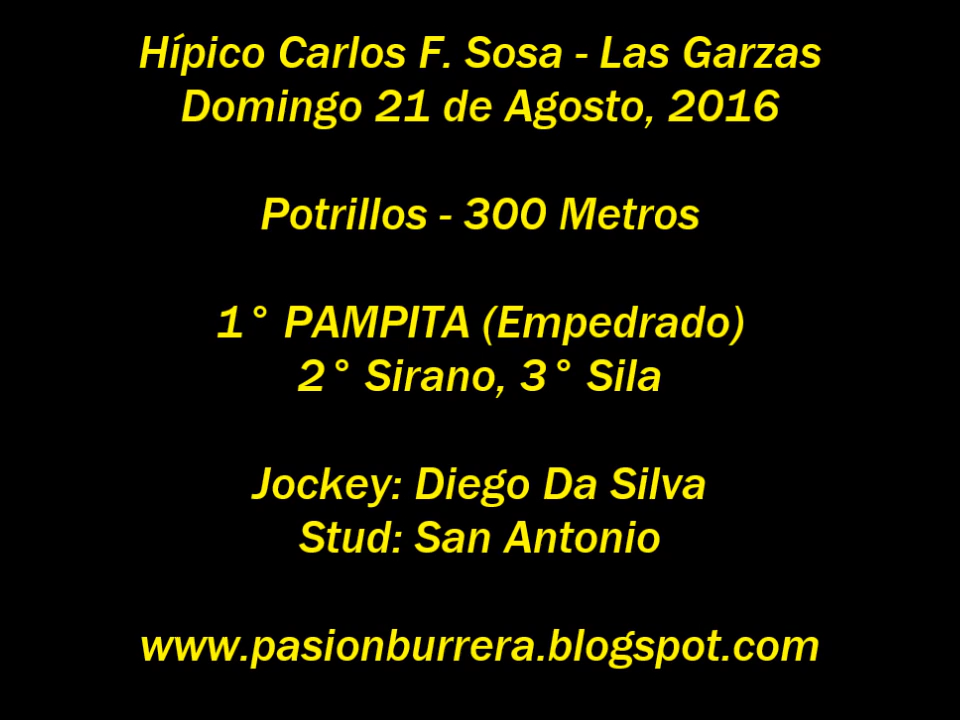 Hípico Carlos F. Sosa - Las Garzas
Domingo 21 de Agosto, 2016
Potrillos - 300 Metros
1° PAMPITA (Empedrado)
2° Sirano, 3° Sila
Jockey: Diego Da Silva
Stud: San Antonio
www.pasionburrera.blogspot.com